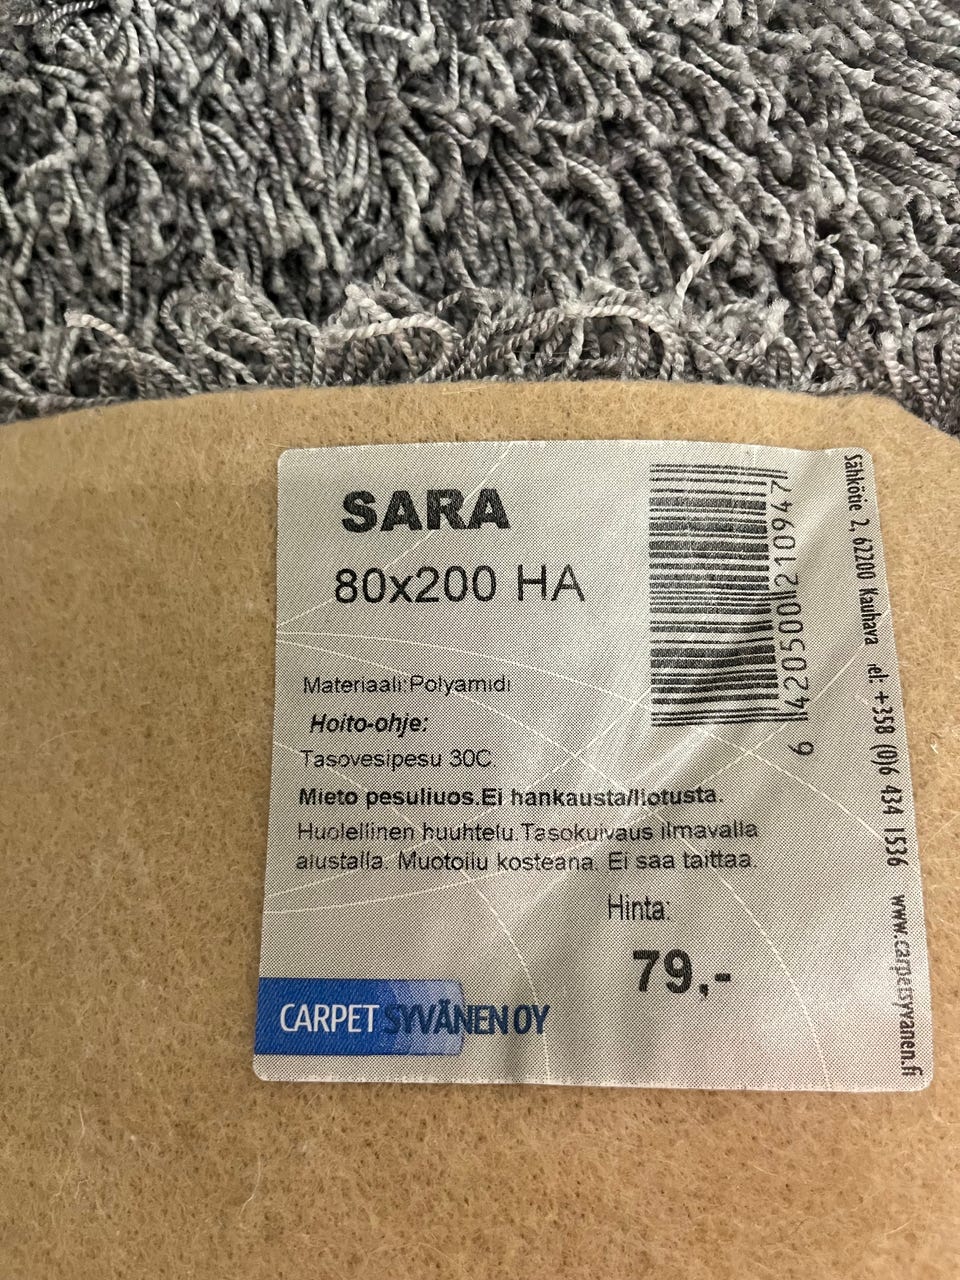 SARA
80x200 HA
Materiaali:Polyamidi
Hoito-ohje:
Tasovesipesu 30C.
Mieto pesuliuos.Ei hankausta/liotusta.
Huolellinen huuhtelu.Tasokuivaus ilmavalla
alustalla. Muotoilu kosteana. Ei saa taittaa.
Hinta:
79,-
CARPET SYVÄNEN OY
6 420500 210947
Sähkötie 2, 62200 Kauhava Tel: +358 (0)6 434 1536 www.carpetsyvanen.fi